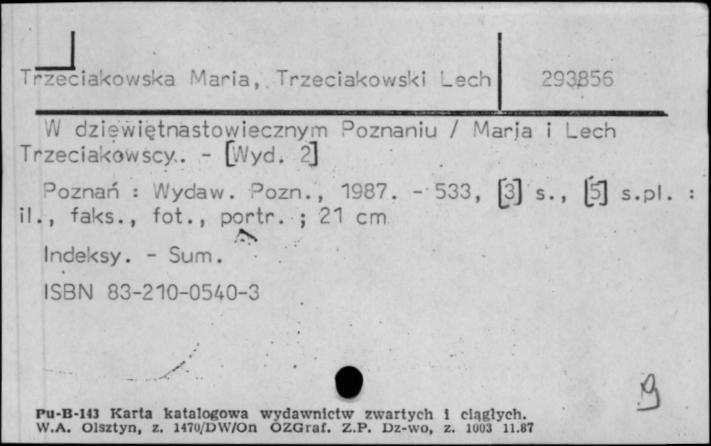 Trzeciakowska Maria, Trzeciakowski Lech 293856
W dziewiętnastowiecznym Poznaniu / Maria i Lech
Trzeciakowscy. - [Wyd. 2]
Poznań : Wydaw. Pozn., 1987. - 533, [3] s., [5] s.pl. :
il., faks., fot., portr. ; 21 cm
Indeksy. - Sum.
ISBN 83-210-0540-3
Pu-B-143 Karta katalogowa wydawnictw zwartych i ciągłych.
W.A. Olsztyn, z. 1470/DW/On OZGraf. Z.P. Dz-wo, z. 1003 11.87